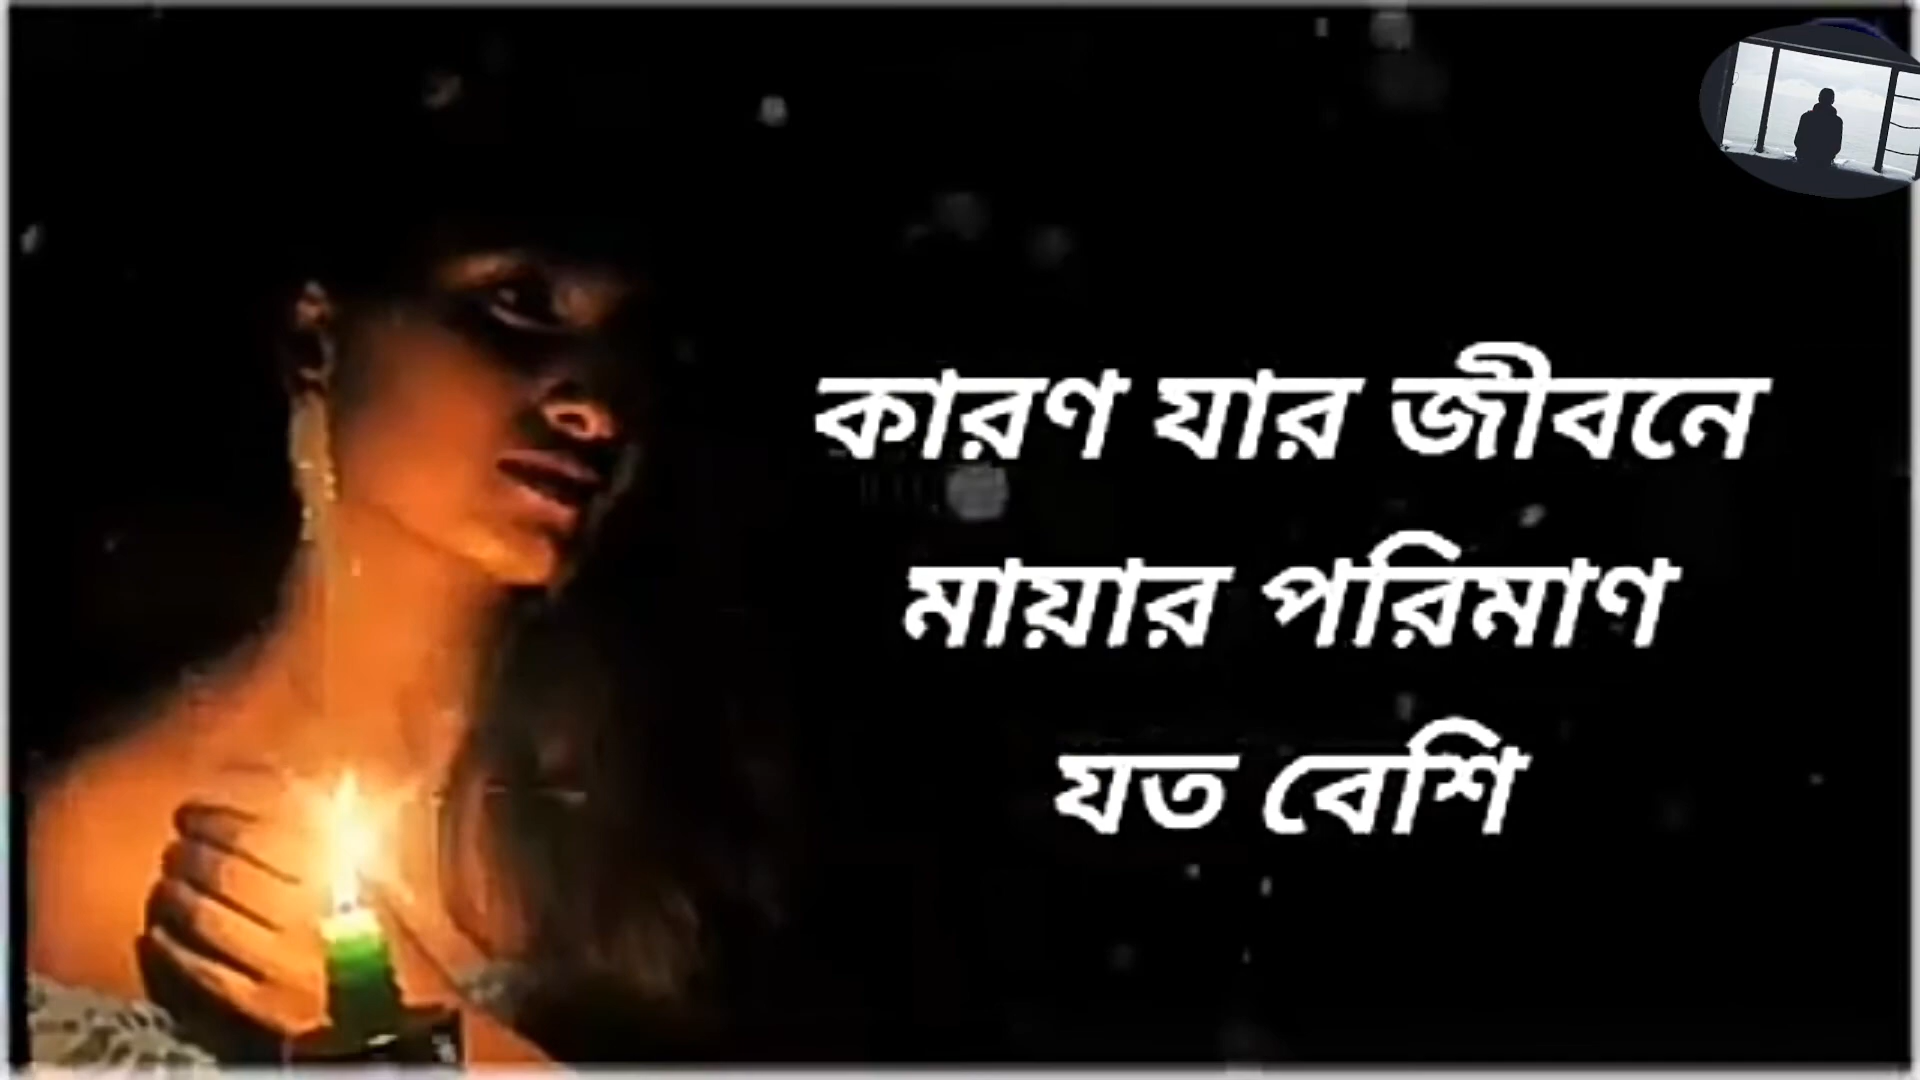 কারণ যার জীবনে
মায়ার পরিমাণ
যত বেশি